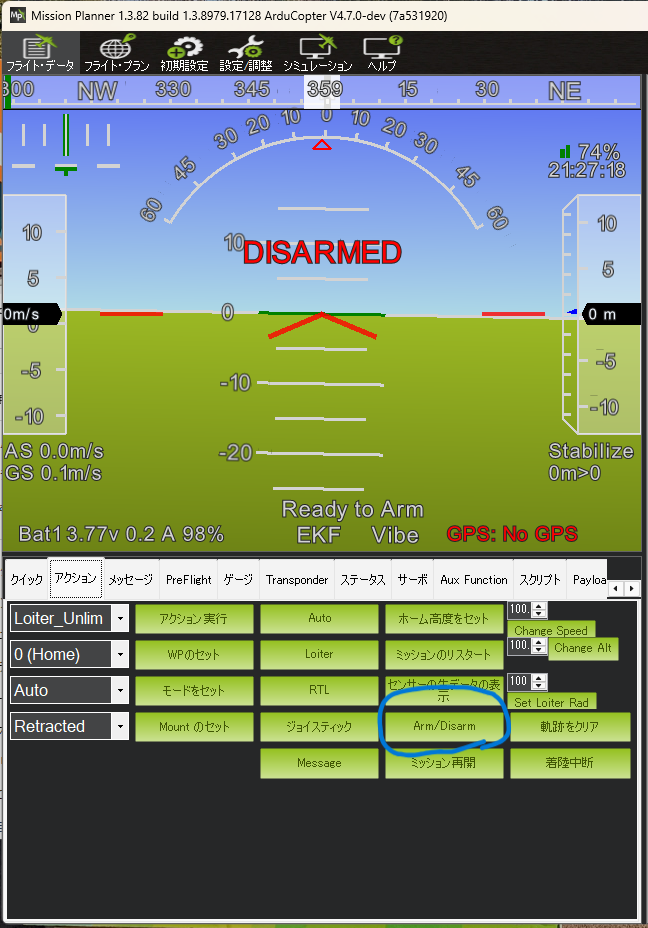 Mission Planner 1.3.82 build 1.3.8979.17128 ArduCopter V4.7.0-dev (7a531920)
フライト・データ フライト・プラン 初期設定 設定/調整 シミュレーション ヘルプ
300 NW 330 345 359 15 30 NE
60 45 30 20 10 0 10 20 30 45 60
74%
21:27:18
10 5 0 -5 -10
0m/s
10 0 -10 -20
DISARMED
10 5 -5 -10
0 m
AS 0.0m/s
GS 0.1m/s
Stabilize
0m>0
Ready to Arm
Bat1 3.77v 0.2 A 98% EKF Vibe GPS: No GPS
クイック アクション メッセージ PreFlight ゲージ Transponder ステータス サーボ Aux Function スクリプト Payloa
Loiter_Unlim アクション実行 Auto ホーム高度をセット 100. Change Speed
0 (Home) WPのセット Loiter ミッションのリスタート 100. Change Alt
Auto モードをセット RTL センサーの生データの表示 100 Set Loiter Rad
Retracted Mount のセット ジョイスティック Arm/Disarm 軌跡をクリア
Message ミッション再開 着陸中断